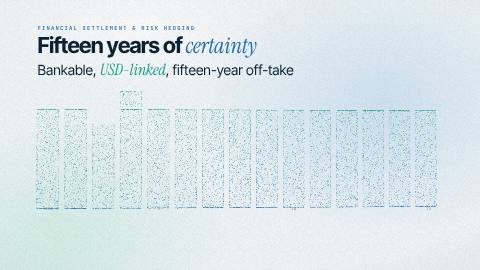 FINANCIAL SETTLEMENT & RISK HEDGING
Fifteen years of certainty
Bankable, USD-linked, fifteen-year off-take